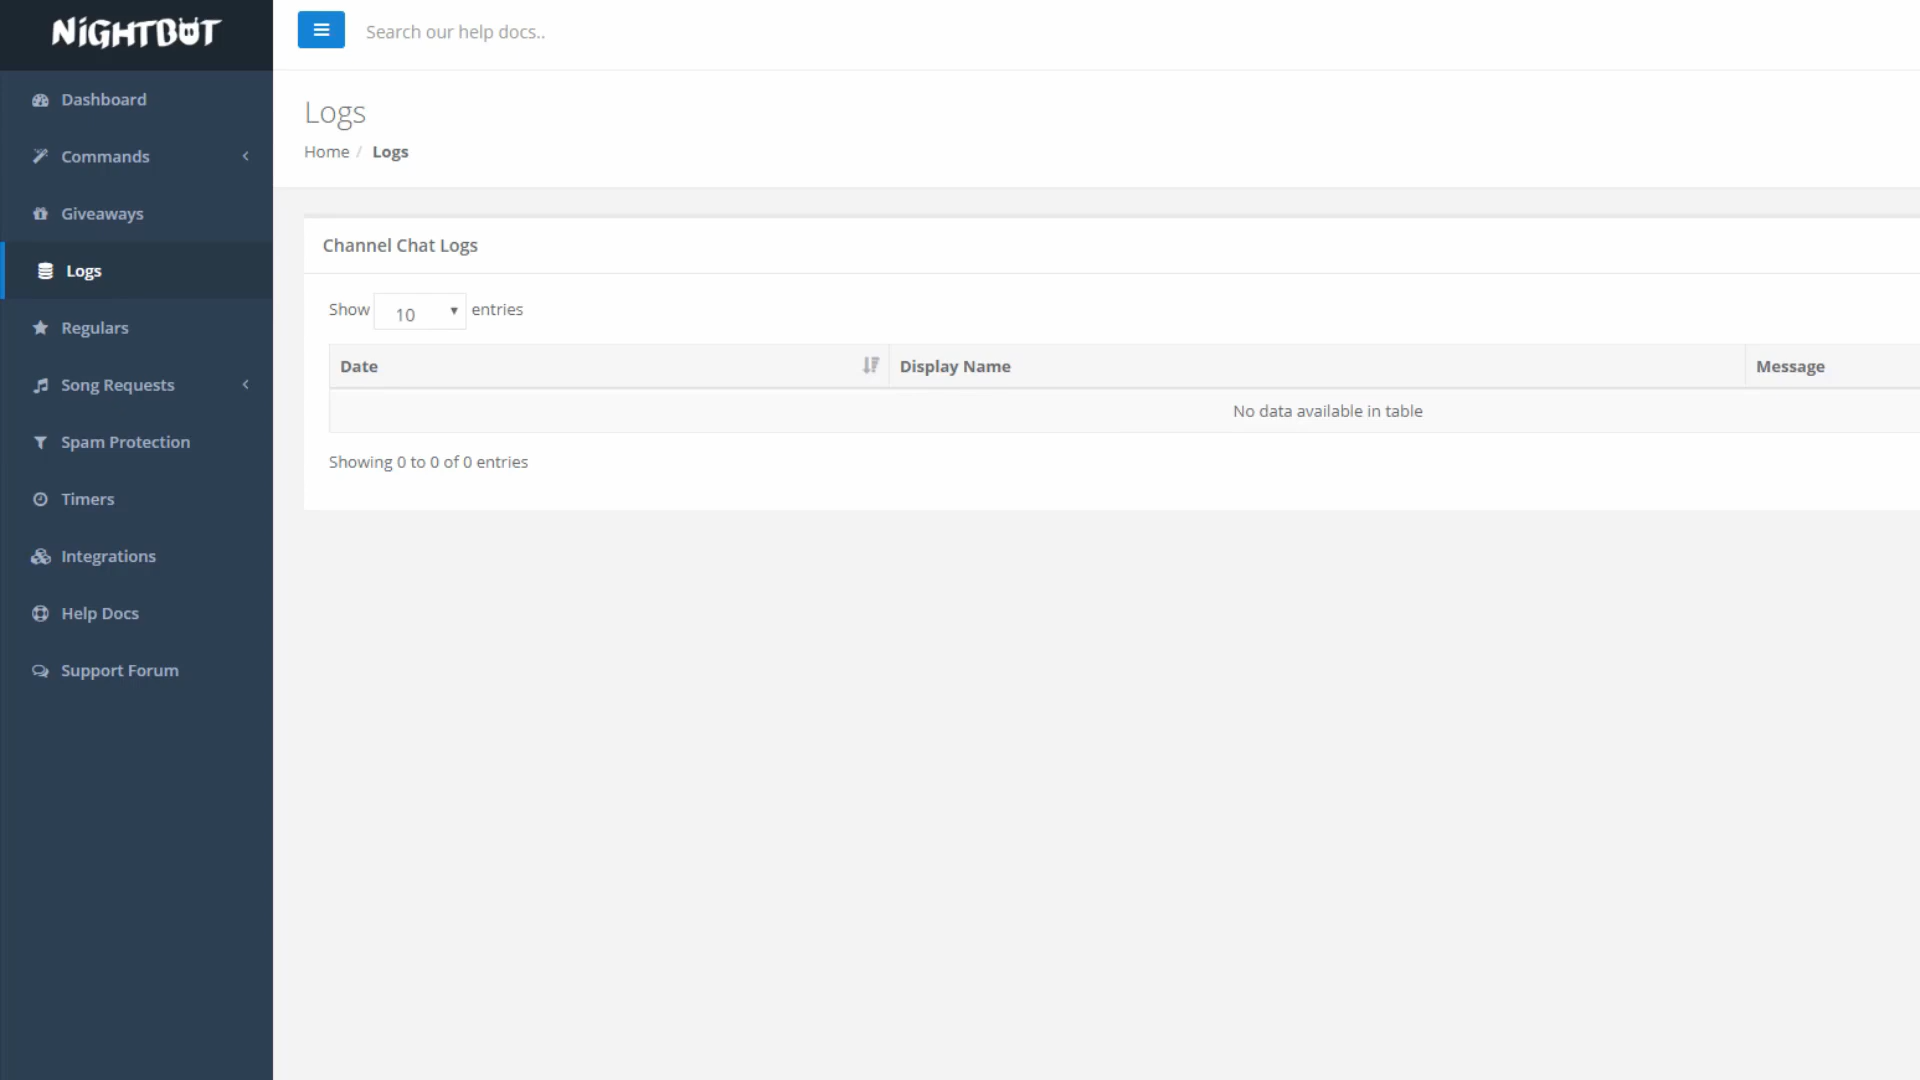 NiGHTBOT
Search our help docs..
Dashboard
Commands
Giveaways
Logs
Regulars
Song Requests
Spam Protection
Timers
Integrations
Help Docs
Support Forum
Logs
Home / Logs
Channel Chat Logs
Show 10 entries
Date Display Name Message
No data available in table
Showing 0 to 0 of 0 entries